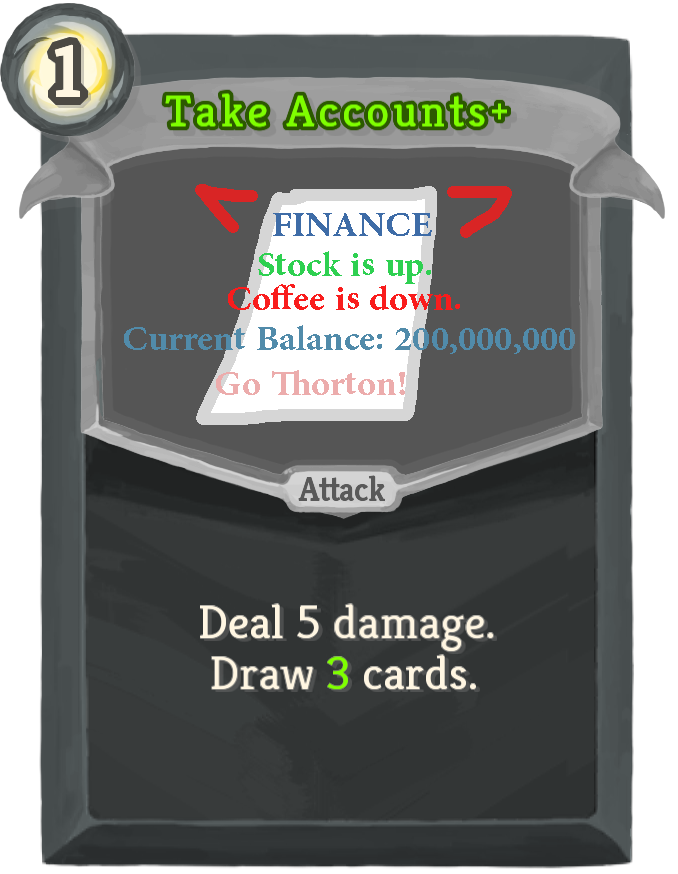 1
Take Accounts+
FINANCE
Stock is up.
Coffee is down.
Current Balance: 200,000,000
Go Thorton!
Attack
Deal 5 damage.
Draw 3 cards.